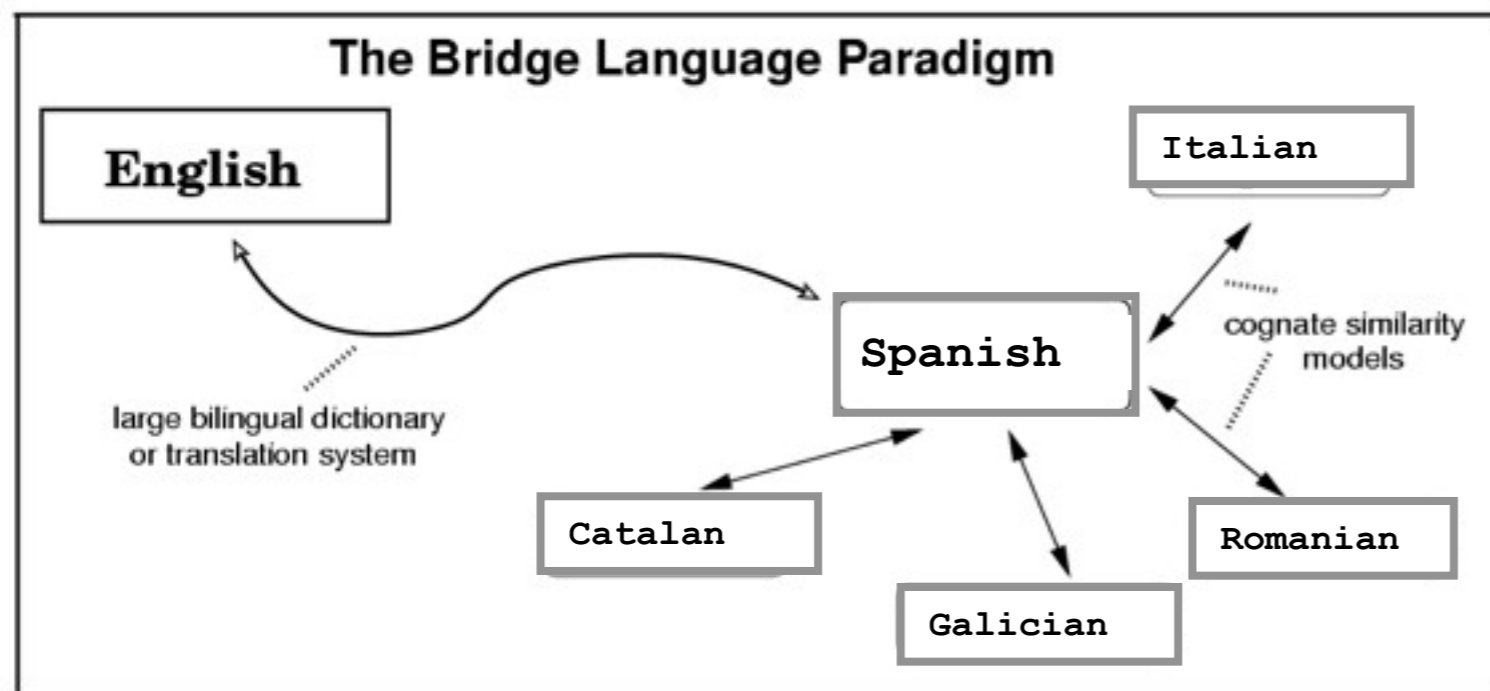 The Bridge Language Paradigm
English
Italian
Spanish
cognate similarity
models
large bilingual dictionary
or translation system
Catalan
Romanian
Galician